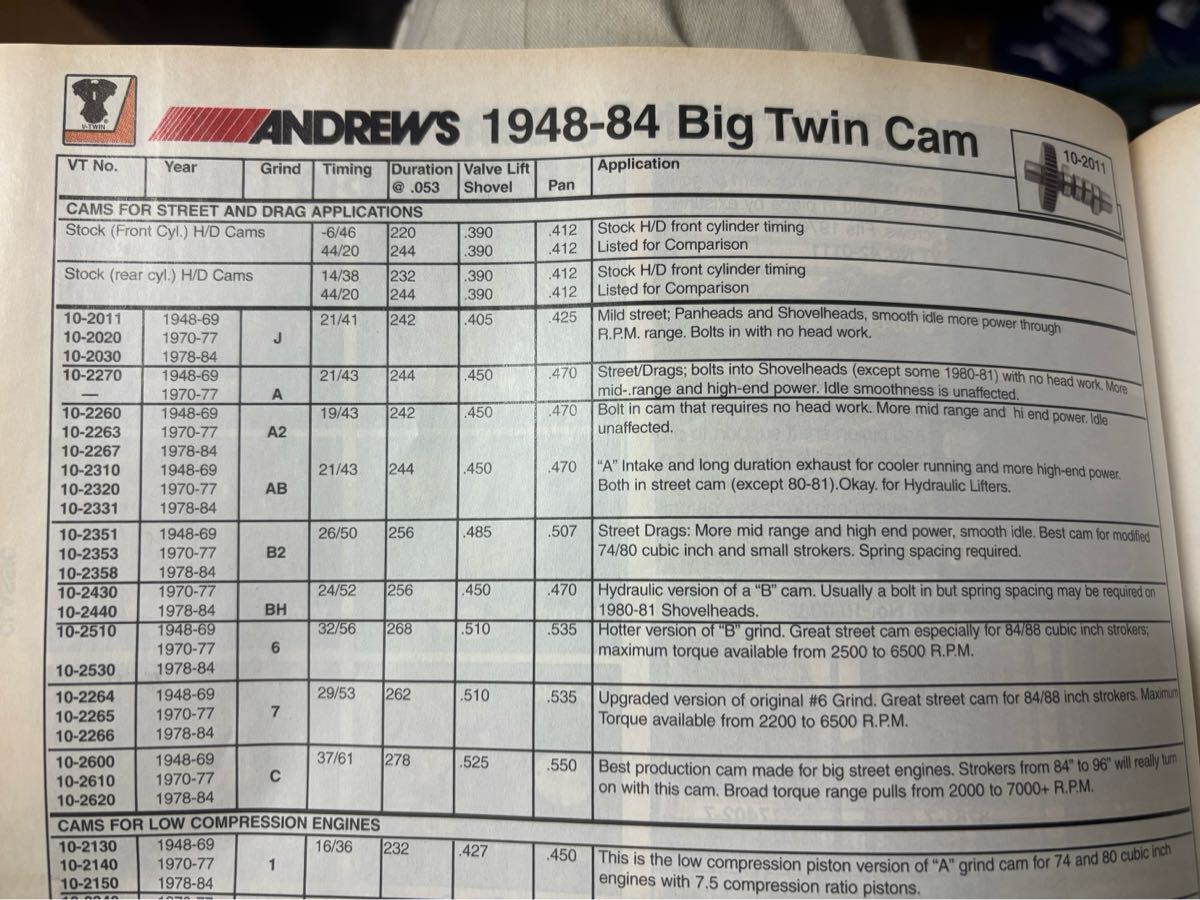 V-TWIN
ANDREWS 1948-84 Big Twin Cam
10-2011
VT No. Year Grind Timing Duration @ .053 Valve Lift Shovel Pan Application
CAMS FOR STREET AND DRAG APPLICATIONS
Stock (Front Cyl.) H/D Cams -6/46 220 .390 .412 Stock H/D front cylinder timing
44/20 244 .390 .412 Listed for Comparison
Stock (rear cyl.) H/D Cams 14/38 232 .390 .412 Stock H/D front cylinder timing
44/20 244 .390 .412 Listed for Comparison
10-2011 1948-69 21/41 242 .405 .425 Mild street; Panheads and Shovelheads, smooth idle more power through
10-2020 1970-77 J R.P.M. range. Bolts in with no head work.
10-2030 1978-84
10-2270 1948-69 21/43 244 .450 .470 Street/Drags; bolts into Shovelheads (except some 1980-81) with no head work. More
— 1970-77 A mid-.range and high-end power. Idle smoothness is unaffected.
10-2260 1948-69 19/43 242 .450 .470 Bolt in cam that requires no head work. More mid range and hi end power. Idle
10-2263 1970-77 A2 unaffected.
10-2267 1978-84
10-2310 1948-69 21/43 244 .450 .470 “A” Intake and long duration exhaust for cooler running and more high-end power.
10-2320 1970-77 AB Both in street cam (except 80-81).Okay. for Hydraulic Lifters.
10-2331 1978-84
10-2351 1948-69 26/50 256 .485 .507 Street Drags: More mid range and high end power, smooth idle. Best cam for modified
10-2353 1970-77 B2 74/80 cubic inch and small strokers. Spring spacing required.
10-2358 1978-84
10-2430 1970-77 24/52 256 .450 .470 Hydraulic version of a “B” cam. Usually a bolt in but spring spacing may be required on
10-2440 1978-84 BH 1980-81 Shovelheads.
10-2510 1948-69 32/56 268 .510 .535 Hotter version of “B” grind. Great street cam especially for 84/88 cubic inch strokers;
1970-77 6 maximum torque available from 2500 to 6500 R.P.M.
10-2530 1978-84
10-2264 1948-69 29/53 262 .510 .535 Upgraded version of original #6 Grind. Great street cam for 84/88 inch strokers. Maximum
10-2265 1970-77 7 Torque available from 2200 to 6500 R.P.M.
10-2266 1978-84
10-2600 1948-69 37/61 278 .525 .550 Best production cam made for big street engines. Strokers from 84” to 96” will really turn
10-2610 1970-77 C on with this cam. Broad torque range pulls from 2000 to 7000+ R.P.M.
10-2620 1978-84
CAMS FOR LOW COMPRESSION ENGINES
10-2130 1948-69 16/36 232 .427 .450 This is the low compression piston version of “A” grind cam for 74 and 80 cubic inch
10-2140 1970-77 1 engines with 7.5 compression ratio pistons.
10-2150 1978-84